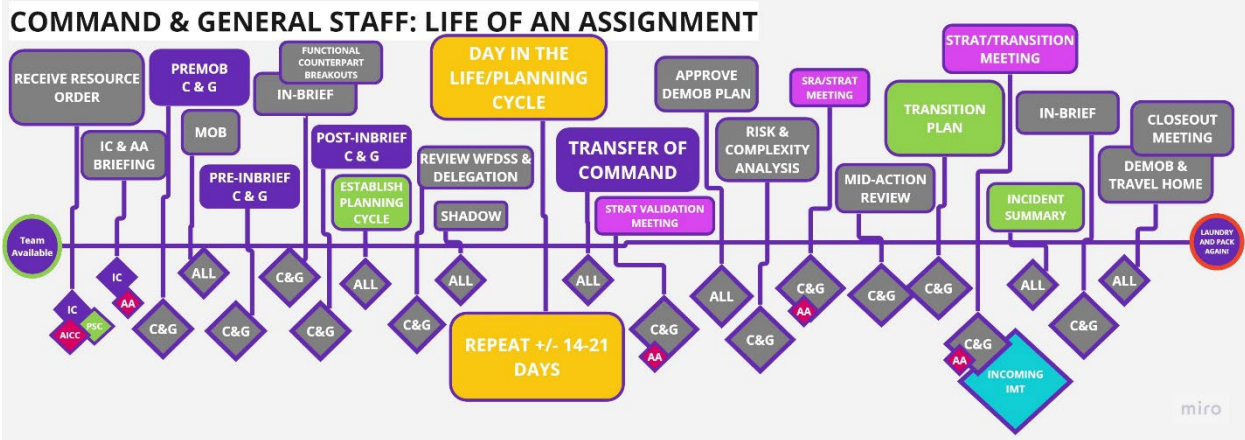 COMMAND & GENERAL STAFF: LIFE OF AN ASSIGNMENT
RECEIVE RESOURCE
ORDER
IC & AA
BRIEFING
PREMOB
C & G
MOB
PRE-INBRIEF
C & G
FUNCTIONAL
COUNTERPART
BREAKOUTS
IN-BRIEF
POST-INBRIEF
C & G
ESTABLISH
PLANNING
CYCLE
REVIEW WFDSS &
DELEGATION
SHADOW
DAY IN THE
LIFE/PLANNING
CYCLE
TRANSFER OF
COMMAND
STRAT VALIDATION
MEETING
APPROVE
DEMOB PLAN
RISK &
COMPLEXITY
ANALYSIS
SRA/STRAT
MEETING
MID-ACTION
REVIEW
TRANSITION
PLAN
STRAT/TRANSITION
MEETING
INCIDENT
SUMMARY
IN-BRIEF
CLOSEOUT
MEETING
DEMOB &
TRAVEL HOME
Team
Available
LAUNDRY
AND PACK
AGAIN!
IC
AICC
PSC
IC
AA
C&G
ALL
C&G
C&G
C&G
ALL
C&G
ALL
REPEAT +/- 14-21
DAYS
ALL
C&G
AA
ALL
C&G
C&G
AA
C&G
C&G
C&G
AA
INCOMING
IMT
ALL
C&G
ALL
miro